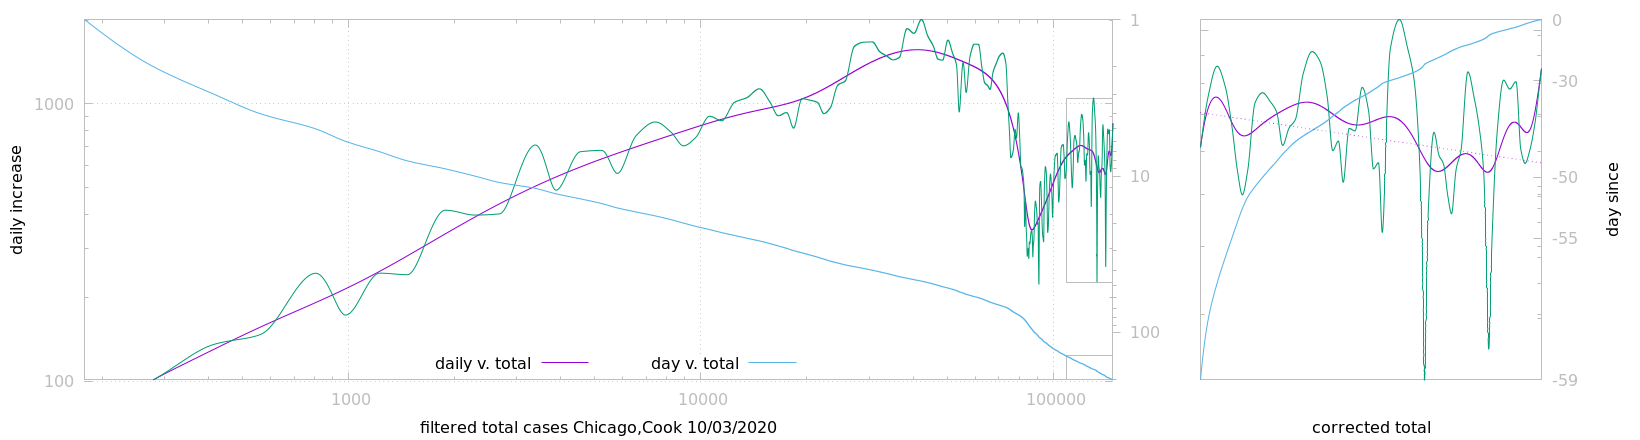 daily increase
1000
100
1000
10000
100000
1
10
100
daily v. total
day v. total
filtered total cases Chicago,Cook 10/03/2020
0
-30
-50
-55
-59
day since
corrected total